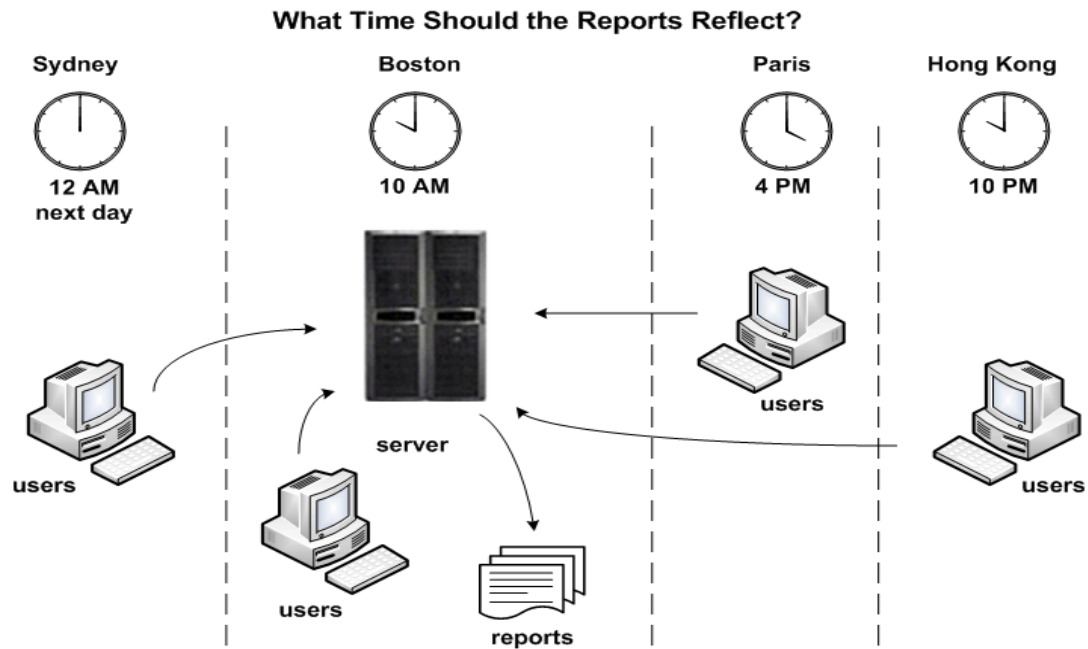 What Time Should the Reports Reflect?
Sydney
Boston
Paris
Hong Kong
12 AM
next day
10 AM
4 PM
10 PM
users
server
users
users
users
reports